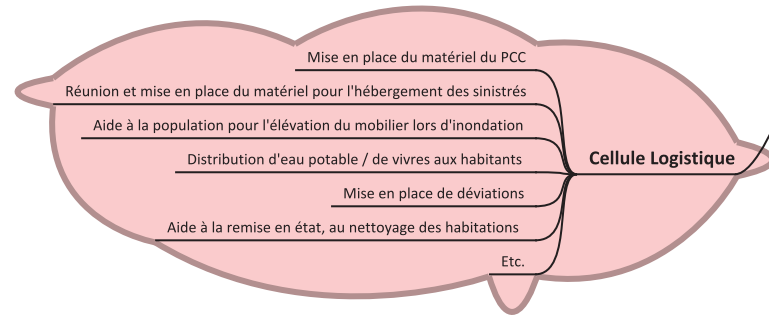 Mise en place du matériel du PCC
Réunion et mise en place du matériel pour l'hébergement des sinistrés
Aide à la population pour l'élévation du mobilier lors d'inondation
Distribution d'eau potable / de vivres aux habitants
Cellule Logistique
Mise en place de déviations
Aide à la remise en état, au nettoyage des habitations
Etc.